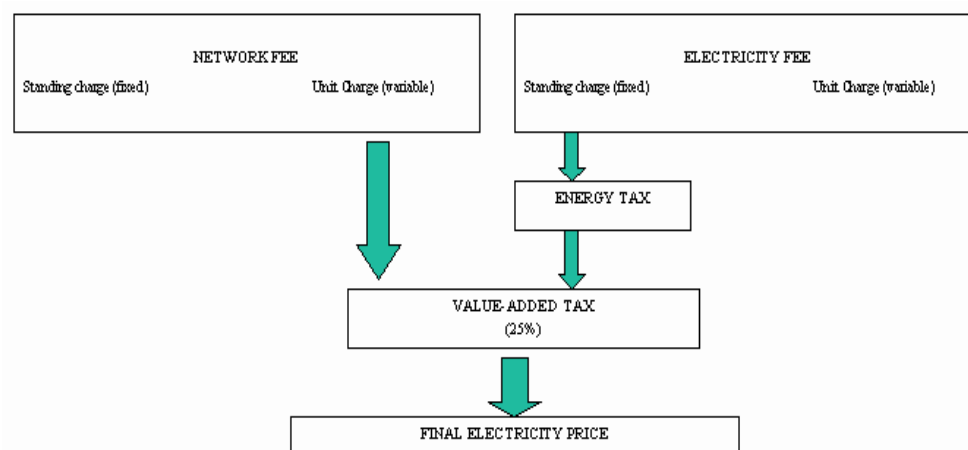 NETWORK FEE
Standing charge (fixed) Unit Charge (variable)
ELECTRICITY FEE
Standing charge (fixed) Unit Charge (variable)
ENERGY TAX
VALUE-ADDED TAX
(25%)
FINAL ELECTRICITY PRICE